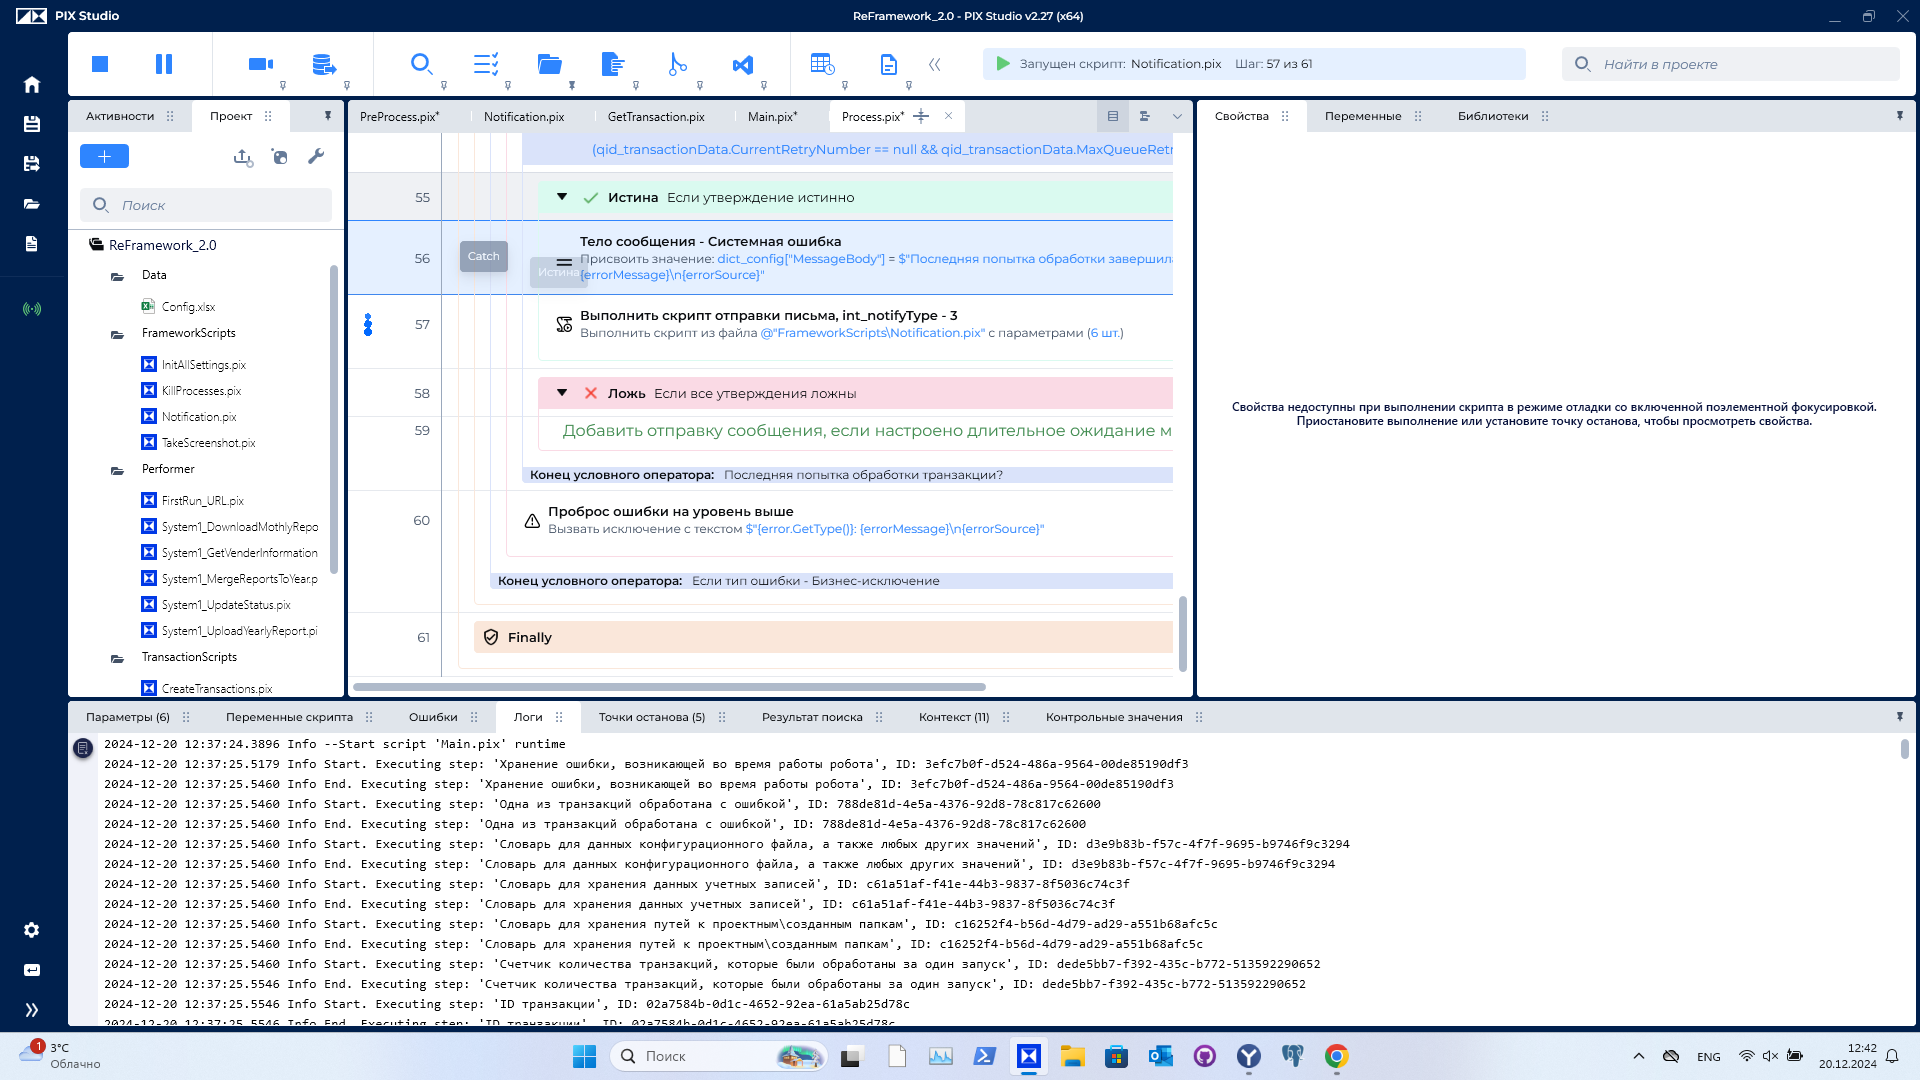 PIX Studio
ReFramework_2.0 - PIX Studio v2.27 (x64)
Запущен скрипт: Notification.pix Шаг: 57 из 61
Найти в проекте
Активности
Проект
Поиск
ReFramework_2.0
Data
Config.xlsx
FrameworkScripts
InitAllSettings.pix
KillProcesses.pix
Notification.pix
TakeScreenshot.pix
Performer
FirstRun_URL.pix
System1_DownloadMothlyRepo
System1_GetVenderInformation
System1_MergeReportsToYear.p
System1_UpdateStatus.pix
System1_UploadYearlyReport.pi
TransactionScripts
CreateTransactions.pix
PreProcess.pix*
Notification.pix
GetTransaction.pix
Main.pix*
Process.pix*
(qid_transactionData.CurrentRetryNumber == null && qid_transactionData.MaxQueueRetr
55 Истина Если утверждение истинно
56 Catch Истина
Тело сообщения - Системная ошибка
Присвоить значение: dict_config["MessageBody"] = $"Последняя попытка обработки завершила
{errorMessage}\n{errorSource}"
57 Выполнить скрипт отправки письма, int_notifyType - 3
Выполнить скрипт из файла @"FrameworkScripts\Notification.pix" с параметрами (6 шт.)
58 Ложь Если все утверждения ложны
59 Добавить отправку сообщения, если настроено длительное ожидание м
Конец условного оператора: Последняя попытка обработки транзакции?
60 Проброс ошибки на уровень выше
Вызвать исключение с текстом $"{error.GetType()}: {errorMessage}\n{errorSource}"
Конец условного оператора: Если тип ошибки - Бизнес-исключение
61 Finally
Свойства
Переменные
Библиотеки
Свойства недоступны при выполнении скрипта в режиме отладки со включенной поэлементной фокусировкой.
Приостановите выполнение или установите точку останова, чтобы просмотреть свойства.
Параметры (6)
Переменные скрипта
Ошибки
Логи
Точки останова (5)
Результат поиска
Контекст (11)
Контрольные значения
2024-12-20 12:37:24.3896 Info --Start script 'Main.pix' runtime
2024-12-20 12:37:25.5179 Info Start. Executing step: 'Хранение ошибки, возникающей во время работы робота', ID: 3efc7b0f-d524-486a-9564-00de85190df3
2024-12-20 12:37:25.5460 Info End. Executing step: 'Хранение ошибки, возникающей во время работы робота', ID: 3efc7b0f-d524-486a-9564-00de85190df3
2024-12-20 12:37:25.5460 Info Start. Executing step: 'Одна из транзакций обработана с ошибкой', ID: 788de81d-4e5a-4376-92d8-78c817c62600
2024-12-20 12:37:25.5460 Info End. Executing step: 'Одна из транзакций обработана с ошибкой', ID: 788de81d-4e5a-4376-92d8-78c817c62600
2024-12-20 12:37:25.5460 Info Start. Executing step: 'Словарь для данных конфигурационного файла, а также любых других значений', ID: d3e9b83b-f57c-4f7f-9695-b9746f9c3294
2024-12-20 12:37:25.5460 Info End. Executing step: 'Словарь для данных конфигурационного файла, а также любых других значений', ID: d3e9b83b-f57c-4f7f-9695-b9746f9c3294
2024-12-20 12:37:25.5460 Info Start. Executing step: 'Словарь для хранения данных учетных записей', ID: c61a51af-f41e-44b3-9837-8f5036c74c3f
2024-12-20 12:37:25.5460 Info End. Executing step: 'Словарь для хранения данных учетных записей', ID: c61a51af-f41e-44b3-9837-8f5036c74c3f
2024-12-20 12:37:25.5460 Info Start. Executing step: 'Словарь для хранения путей к проектным\созданным папкам', ID: c16252f4-b56d-4d79-ad29-a551b68afc5c
2024-12-20 12:37:25.5460 Info End. Executing step: 'Словарь для хранения путей к проектным\созданным папкам', ID: c16252f4-b56d-4d79-ad29-a551b68afc5c
2024-12-20 12:37:25.5460 Info Start. Executing step: 'Счетчик количества транзакций, которые были обработаны за один запуск', ID: dede5bb7-f392-435c-b772-513592290652
2024-12-20 12:37:25.5546 Info End. Executing step: 'Счетчик количества транзакций, которые были обработаны за один запуск', ID: dede5bb7-f392-435c-b772-513592290652
2024-12-20 12:37:25.5546 Info Start. Executing step: 'ID транзакции', ID: 02a7584b-0d1c-4652-92ea-61a5ab25d78c
2024-12-20 12:37:25.5546 Info End. Executing step: 'ID транзакции', ID: 02a7584b-0d1c-4652-92ea-61a5ab25d78c
1
3°C
Облачно
Поиск
ENG
12:42
20.12.2024